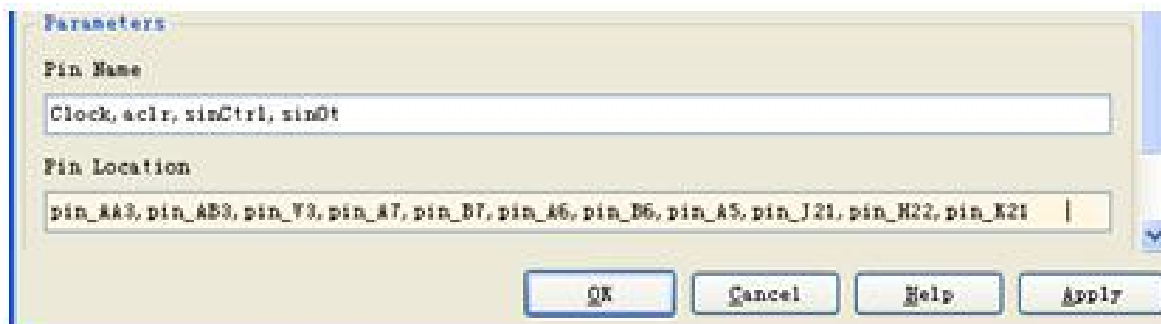 Parameters
Pin Name
Clock, aclr, sinCtrl, sinOt
Pin Location
pin_AA3, pin_AB3, pin_V3, pin_A7, pin_B7, pin_A6, pin_B6, pin_A5, pin_J21, pin_H22, pin_K21
OK Cancel Help Apply